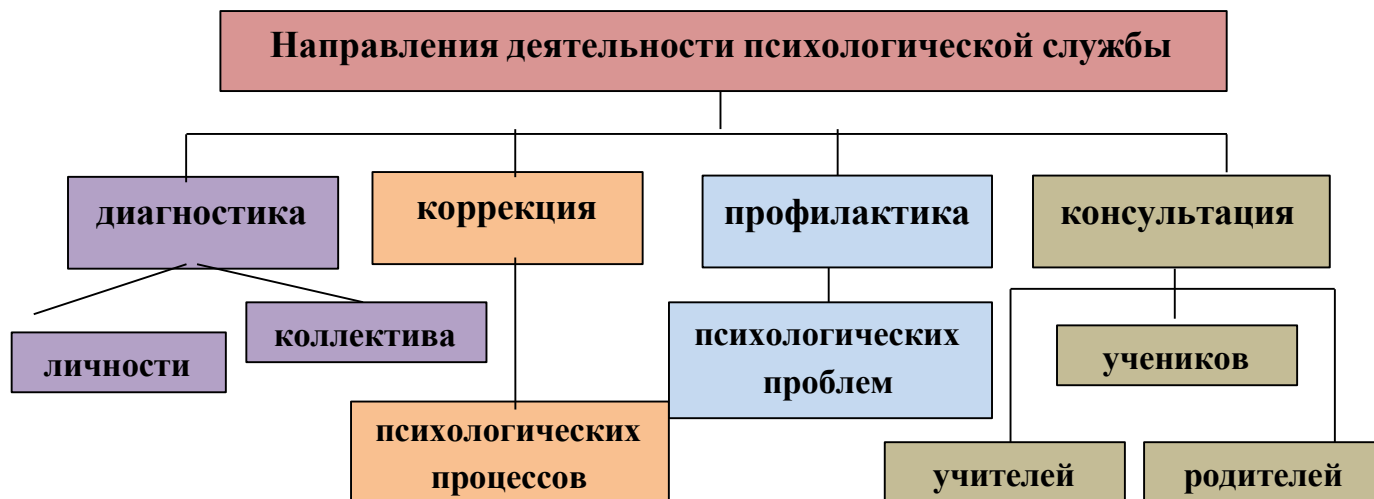 Направления деятельности психологической службы
диагностика
коррекция
профилактика
консультация
личности
коллектива
психологических
процессов
психологических
проблем
учеников
учителей
родителей